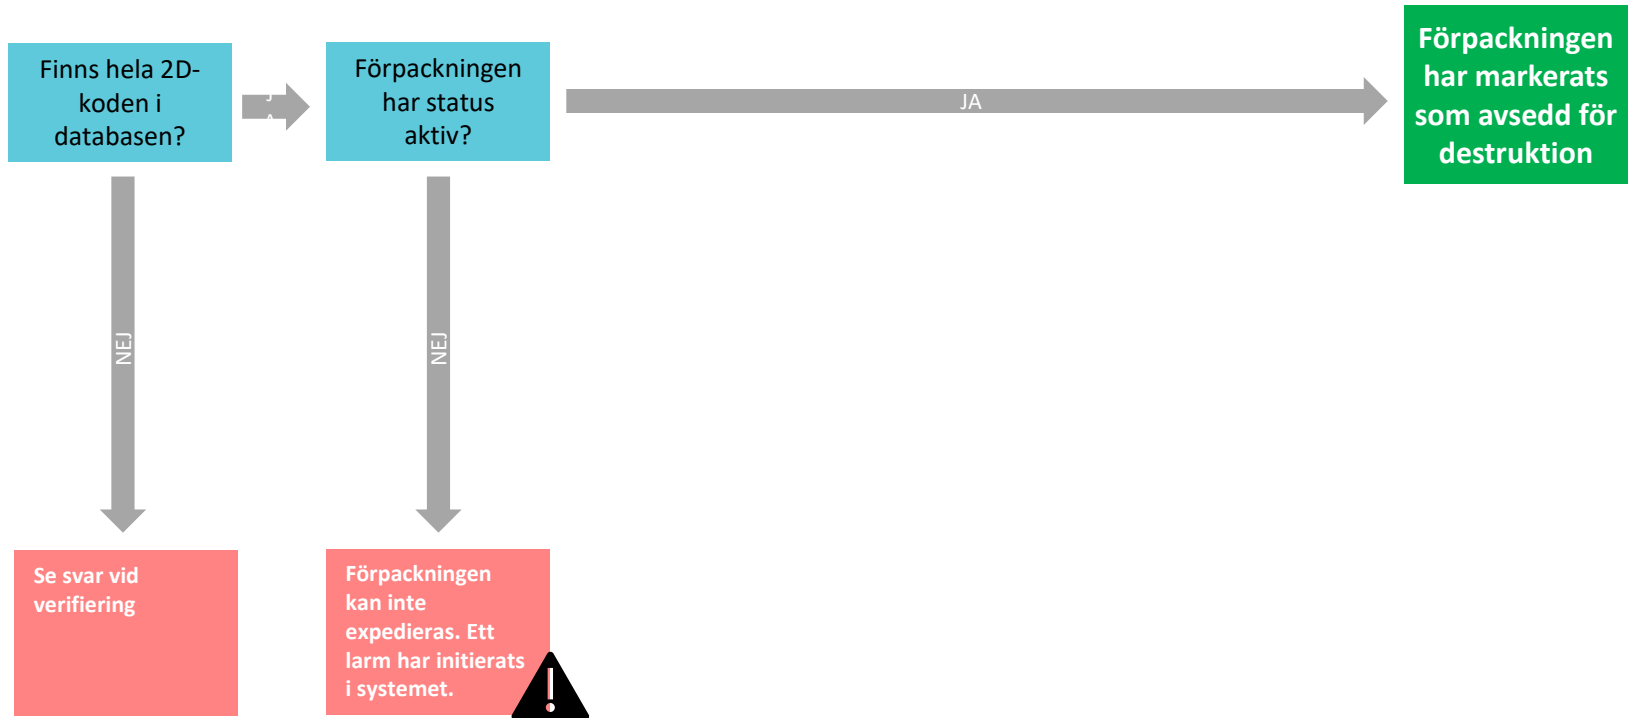 Finns hela 2D-
koden i
databasen?
JA
Förpackningen
har status
aktiv?
JA
Förpackningen
har markerats
som avsedd för
destruktion
NEJ
NEJ
Se svar vid
verifiering
Förpackningen
kan inte
expedieras. Ett
larm har initierats
i systemet.